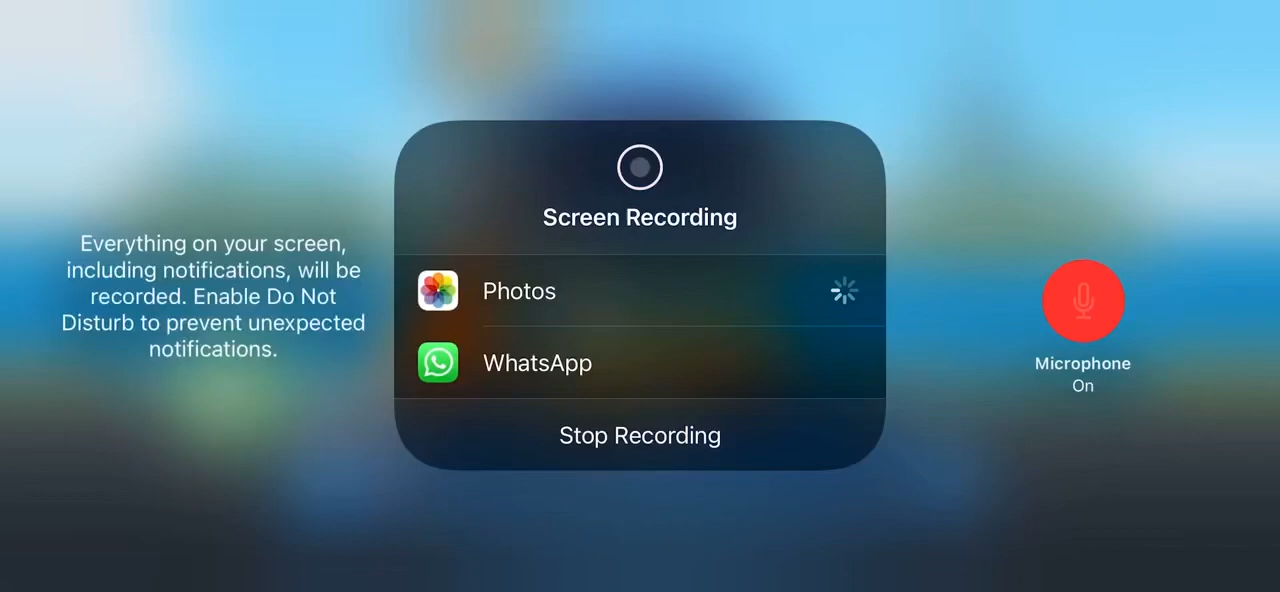 Everything on your screen,
including notifications, will be
recorded. Enable Do Not
Disturb to prevent unexpected
notifications.
Screen Recording
Photos
WhatsApp
Stop Recording
Microphone
On